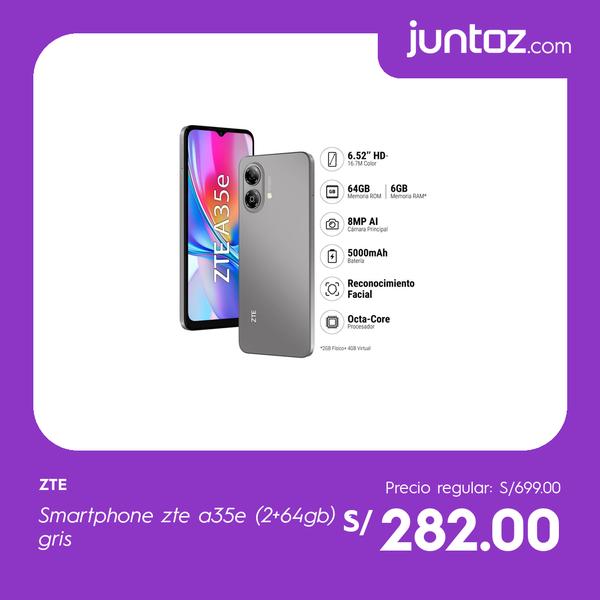 juntoz.com
ZTE A35e
ZTE
6.52" HD+
16.7M Color
64GB
Memoria ROM
6GB
Memoria RAM*
8MP AI
Cámara Principal
5000mAh
Batería
Reconocimiento
Facial
Octa-Core
Procesador
*2GB Físico+ 4GB Virtual
ZTE
Smartphone zte a35e (2+64gb)
gris
Precio regular: S/699.00
S/ 282.00